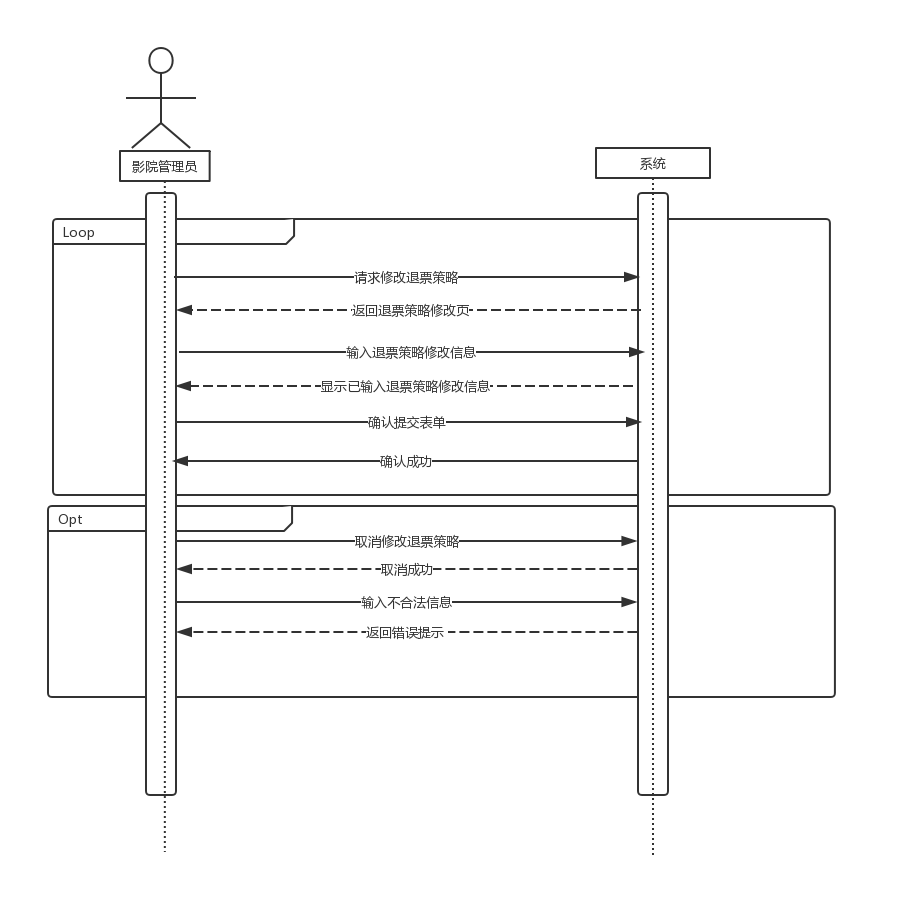 影院管理员
系统
Loop
请求修改退票策略
返回退票策略修改页
输入退票策略修改信息
显示已输入退票策略修改信息
确认提交表单
确认成功
Opt
取消修改退票策略
取消成功
输入不合法信息
返回错误提示